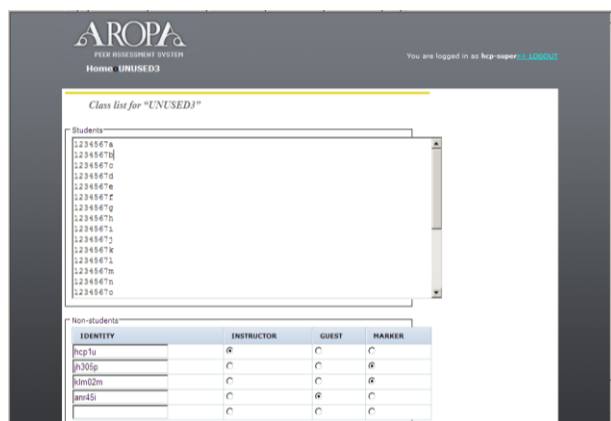 AROPA
PEER ASSESSMENT SYSTEM
You are logged in as hcp-super>> LOGOUT
Home UNUSED3
Class list for "UNUSED3"
Students
1234567a
1234567b
1234567c
1234567d
1234567e
1234567f
1234567g
1234567h
1234567i
1234567j
1234567k
1234567l
1234567m
1234567n
1234567o
Non-students
IDENTITY INSTRUCTOR GUEST MARKER
hcp1u
jh305p
klm02m
anr45i